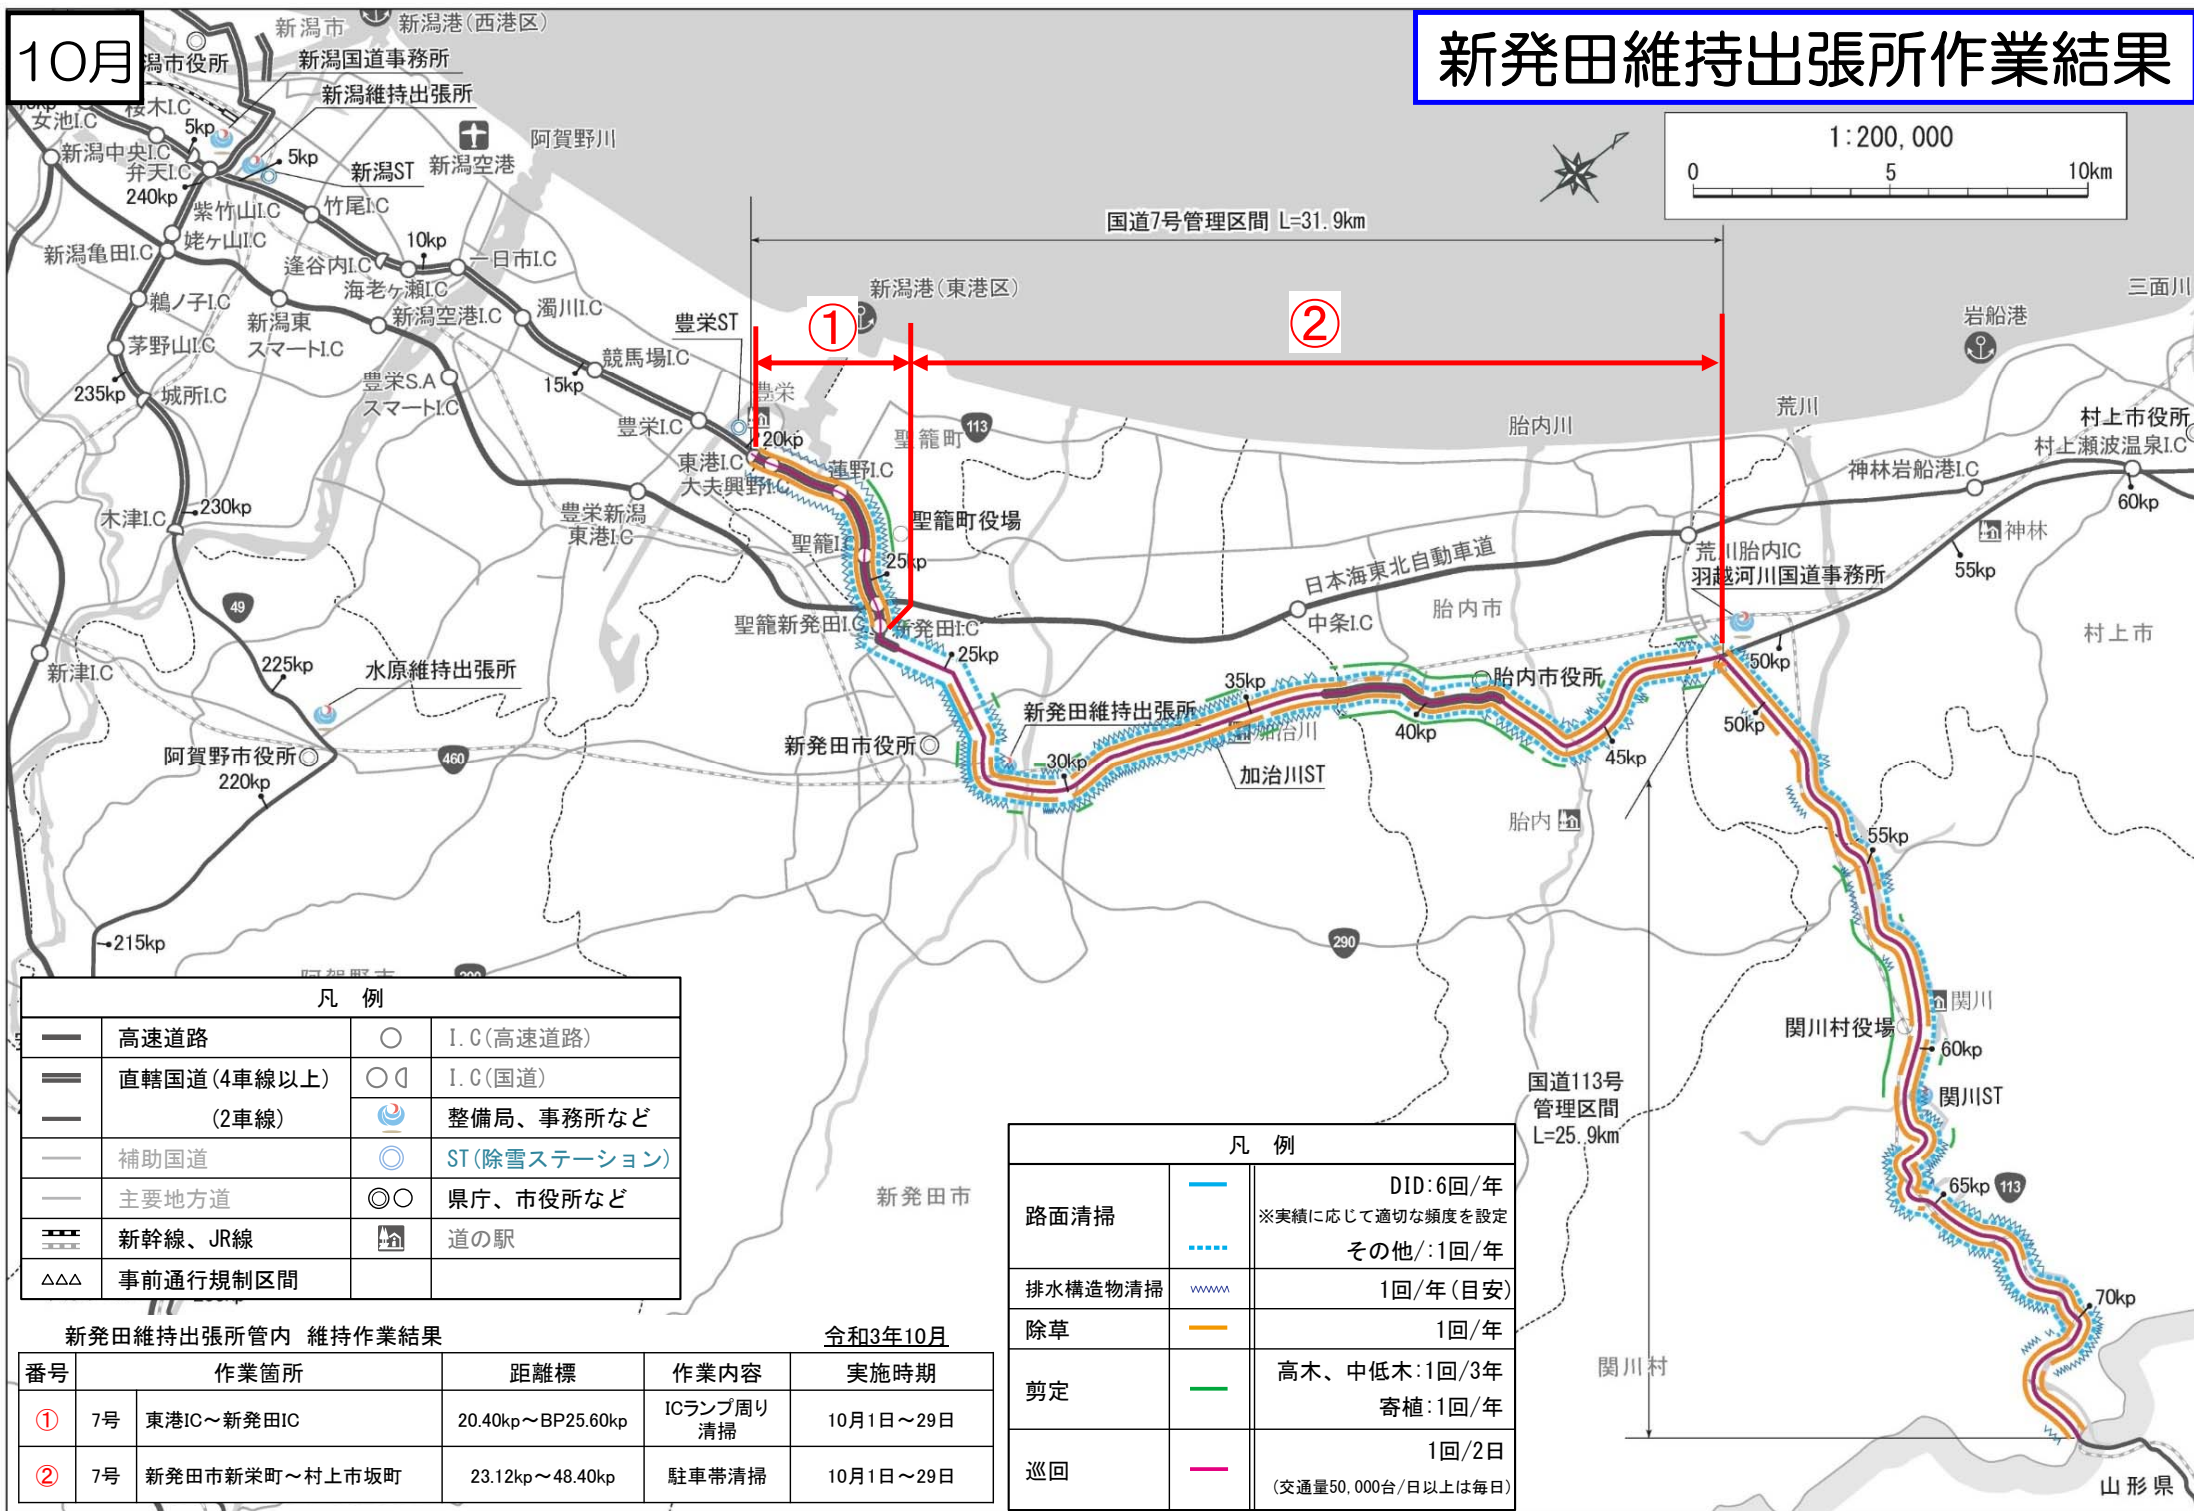 10月
新発田維持出張所作業結果
新潟市
新潟港(西港区)
潟市役所
新潟国道事務所
新潟維持出張所
桜木I.C
女池I.C
5kp
新潟中央I.C
弁天I.C
5kp
新潟ST
新潟空港
阿賀野川
240kp
紫竹山I.C
竹尾I.C
姥ヶ山I.C
新潟亀田I.C
10kp
逢谷内I.C
一日市I.C
海老ヶ瀬I.C
鵜ノ子I.C
新潟東
スマートI.C
新潟空港I.C
濁川I.C
茅野山I.C
競馬場I.C
15kp
235kp
城所I.C
豊栄S.A
スマートI.C
豊栄I.C
豊栄ST
豊栄
20kp
東港I.C
大夫興野I.C
蓮野I.C
木津I.C
230kp
豊栄新潟
東港I.C
聖籠町
113
聖籠町役場
25kp
聖籠新発田I.C
新発田I.C
25kp
49
新津I.C
225kp
水原維持出張所
阿賀野市役所
220kp
460
215kp
1:200,000
0
5
10km
国道7号管理区間 L=31.9km
新潟港(東港区)
①
②
三面川
岩船港
荒川
胎内川
村上市役所
村上瀬波温泉I.C
神林岩船港I.C
60kp
神林
55kp
荒川胎内IC
羽越河川国道事務所
日本海東北自動車道
中条I.C
胎内市
村上市
50kp
50kp
胎内市役所
35kp
40kp
45kp
新発田維持出張所
新発田市役所
加治川
30kp
加治川ST
胎内
55kp
290
関川
関川村役場
60kp
関川ST
国道113号
管理区間
L=25.9km
65kp
113
70kp
新発田市
関川村
山形県
凡 例
高速道路
I.C(高速道路)
直轄国道(4車線以上)
I.C(国道)
(2車線)
整備局、事務所など
補助国道
ST(除雪ステーション)
主要地方道
県庁、市役所など
新幹線、JR線
道の駅
事前通行規制区間
新発田維持出張所管内 維持作業結果
令和3年10月
番号 作業箇所 距離標 作業内容 実施時期
① 7号 東港IC～新発田IC 20.40kp～BP25.60kp ICランプ周り清掃 10月1日～29日
② 7号 新発田市新栄町～村上市坂町 23.12kp～48.40kp 駐車帯清掃 10月1日～29日
凡 例
路面清掃
DID:6回/年
※実績に応じて適切な頻度を設定
その他/:1回/年
排水構造物清掃 1回/年(目安)
除草 1回/年
剪定
高木、中低木:1回/3年
寄植:1回/年
巡回
1回/2日
(交通量50,000台/日以上は毎日)